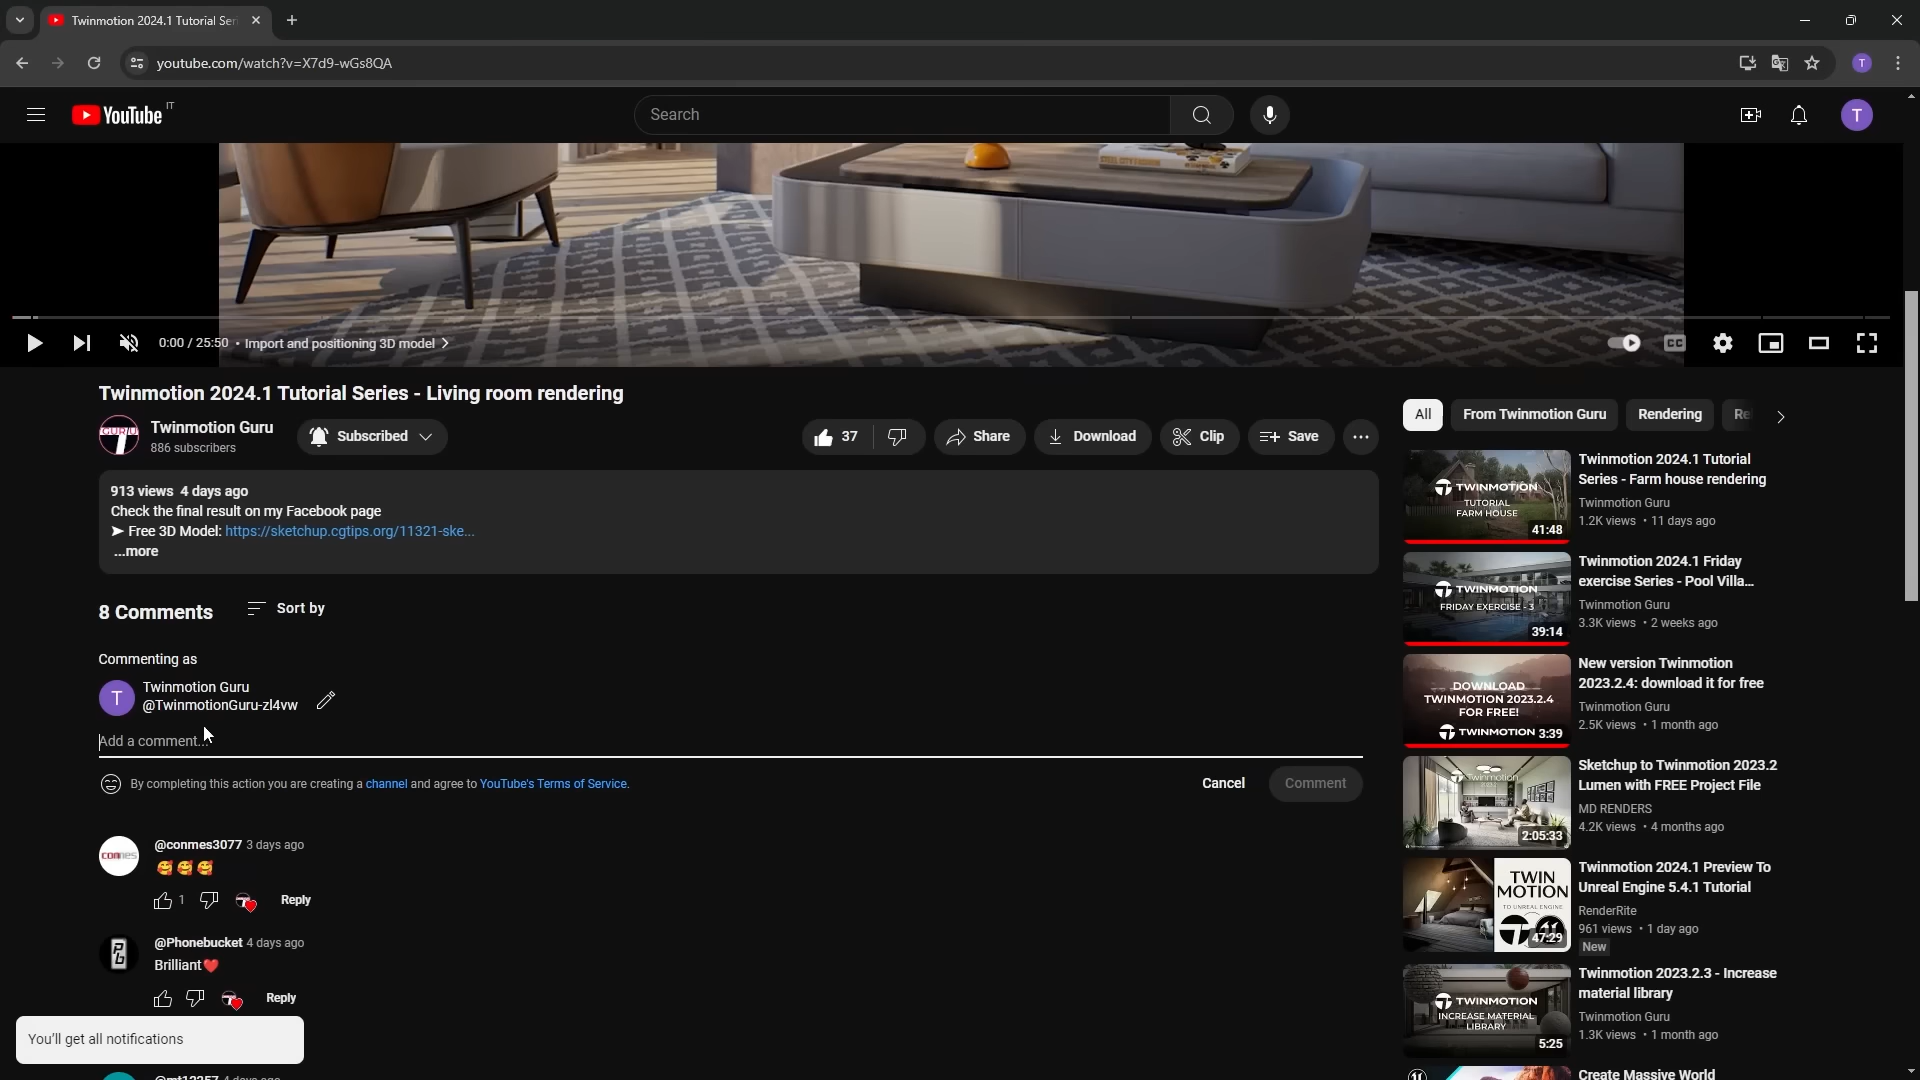 Twinmotion 2024.1 Tutorial Ser
youtube.com/watch?v=X7d9-wGs8QA
T
YouTube IT
Search
T
STEEL CITY FASHION
0:00 / 25:50 • Import and positioning 3D model
CC
Twinmotion 2024.1 Tutorial Series - Living room rendering
GURU
Twinmotion Guru
886 subscribers
Subscribed
37
Share
Download
Clip
Save
913 views 4 days ago
Check the final result on my Facebook page
➤ Free 3D Model: https://sketchup.cgtips.org/11321-ske...
...more
8 Comments
Sort by
Commenting as
T
Twinmotion Guru
@TwinmotionGuru-zl4vw
Add a comment...
By completing this action you are creating a channel and agree to YouTube's Terms of Service.
Cancel
Comment
conmes
@conmes3077 3 days ago
🥰🥰🥰
1
Reply
@Phonebucket 4 days ago
Brilliant❤️
Reply
You'll get all notifications
All
From Twinmotion Guru
Rendering
Re
TWINMOTION
TUTORIAL
FARM HOUSE
41:48
Twinmotion 2024.1 Tutorial
Series - Farm house rendering
Twinmotion Guru
1.2K views • 11 days ago
TWINMOTION
FRIDAY EXERCISE - 3
39:14
Twinmotion 2024.1 Friday
exercise Series - Pool Villa...
Twinmotion Guru
3.3K views • 2 weeks ago
DOWNLOAD
TWINMOTION 2023.2.4
FOR FREE!
TWINMOTION
3:39
New version Twinmotion
2023.2.4: download it for free
Twinmotion Guru
2.5K views • 1 month ago
Twinmotion
2:05:33
Sketchup to Twinmotion 2023.2
Lumen with FREE Project File
MD RENDERS
4.2K views • 4 months ago
TWIN
MOTION
TO UNREAL ENGINE
47:29
Twinmotion 2024.1 Preview To
Unreal Engine 5.4.1 Tutorial
RenderRite
961 views • 1 day ago
New
TWINMOTION
INCREASE MATERIAL
LIBRARY
5:25
Twinmotion 2023.2.3 - Increase
material library
Twinmotion Guru
1.3K views • 1 month ago
Create Massive World